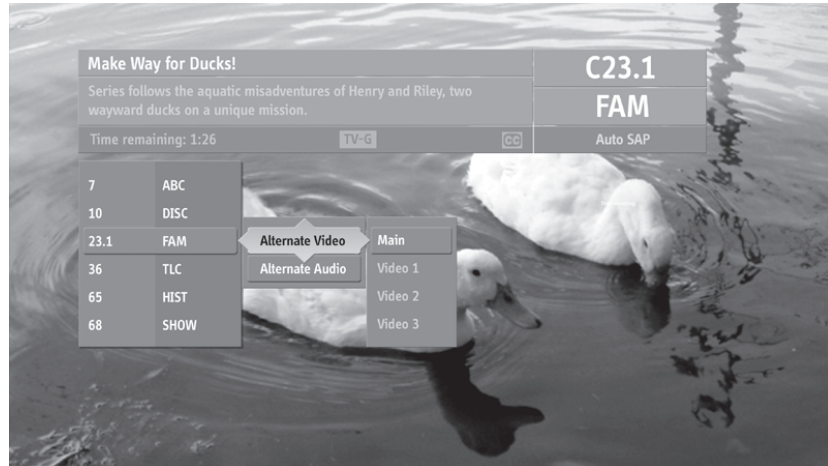 Make Way for Ducks!
C23.1
Series follows the aquatic misadventures of Henry and Riley, two
wayward ducks on a unique mission.
FAM
Time remaining: 1:26 TV-G CC Auto SAP
7 ABC
10 DISC
23.1 FAM Alternate Video Main
36 TLC Alternate Audio Video 1
65 HIST Video 2
68 SHOW Video 3